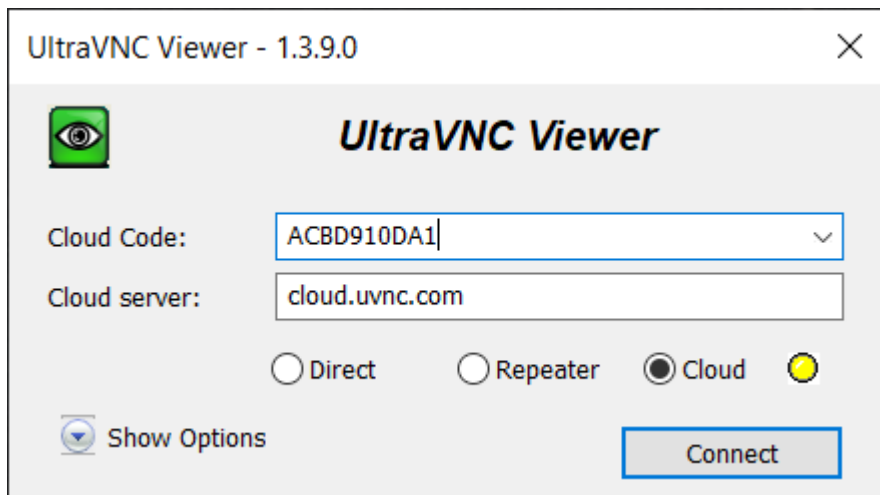 UltraVNC Viewer - 1.3.9.0
UltraVNC Viewer
Cloud Code: ACBD910DA1
Cloud server: cloud.uvnc.com
Direct Repeater Cloud
Show Options
Connect